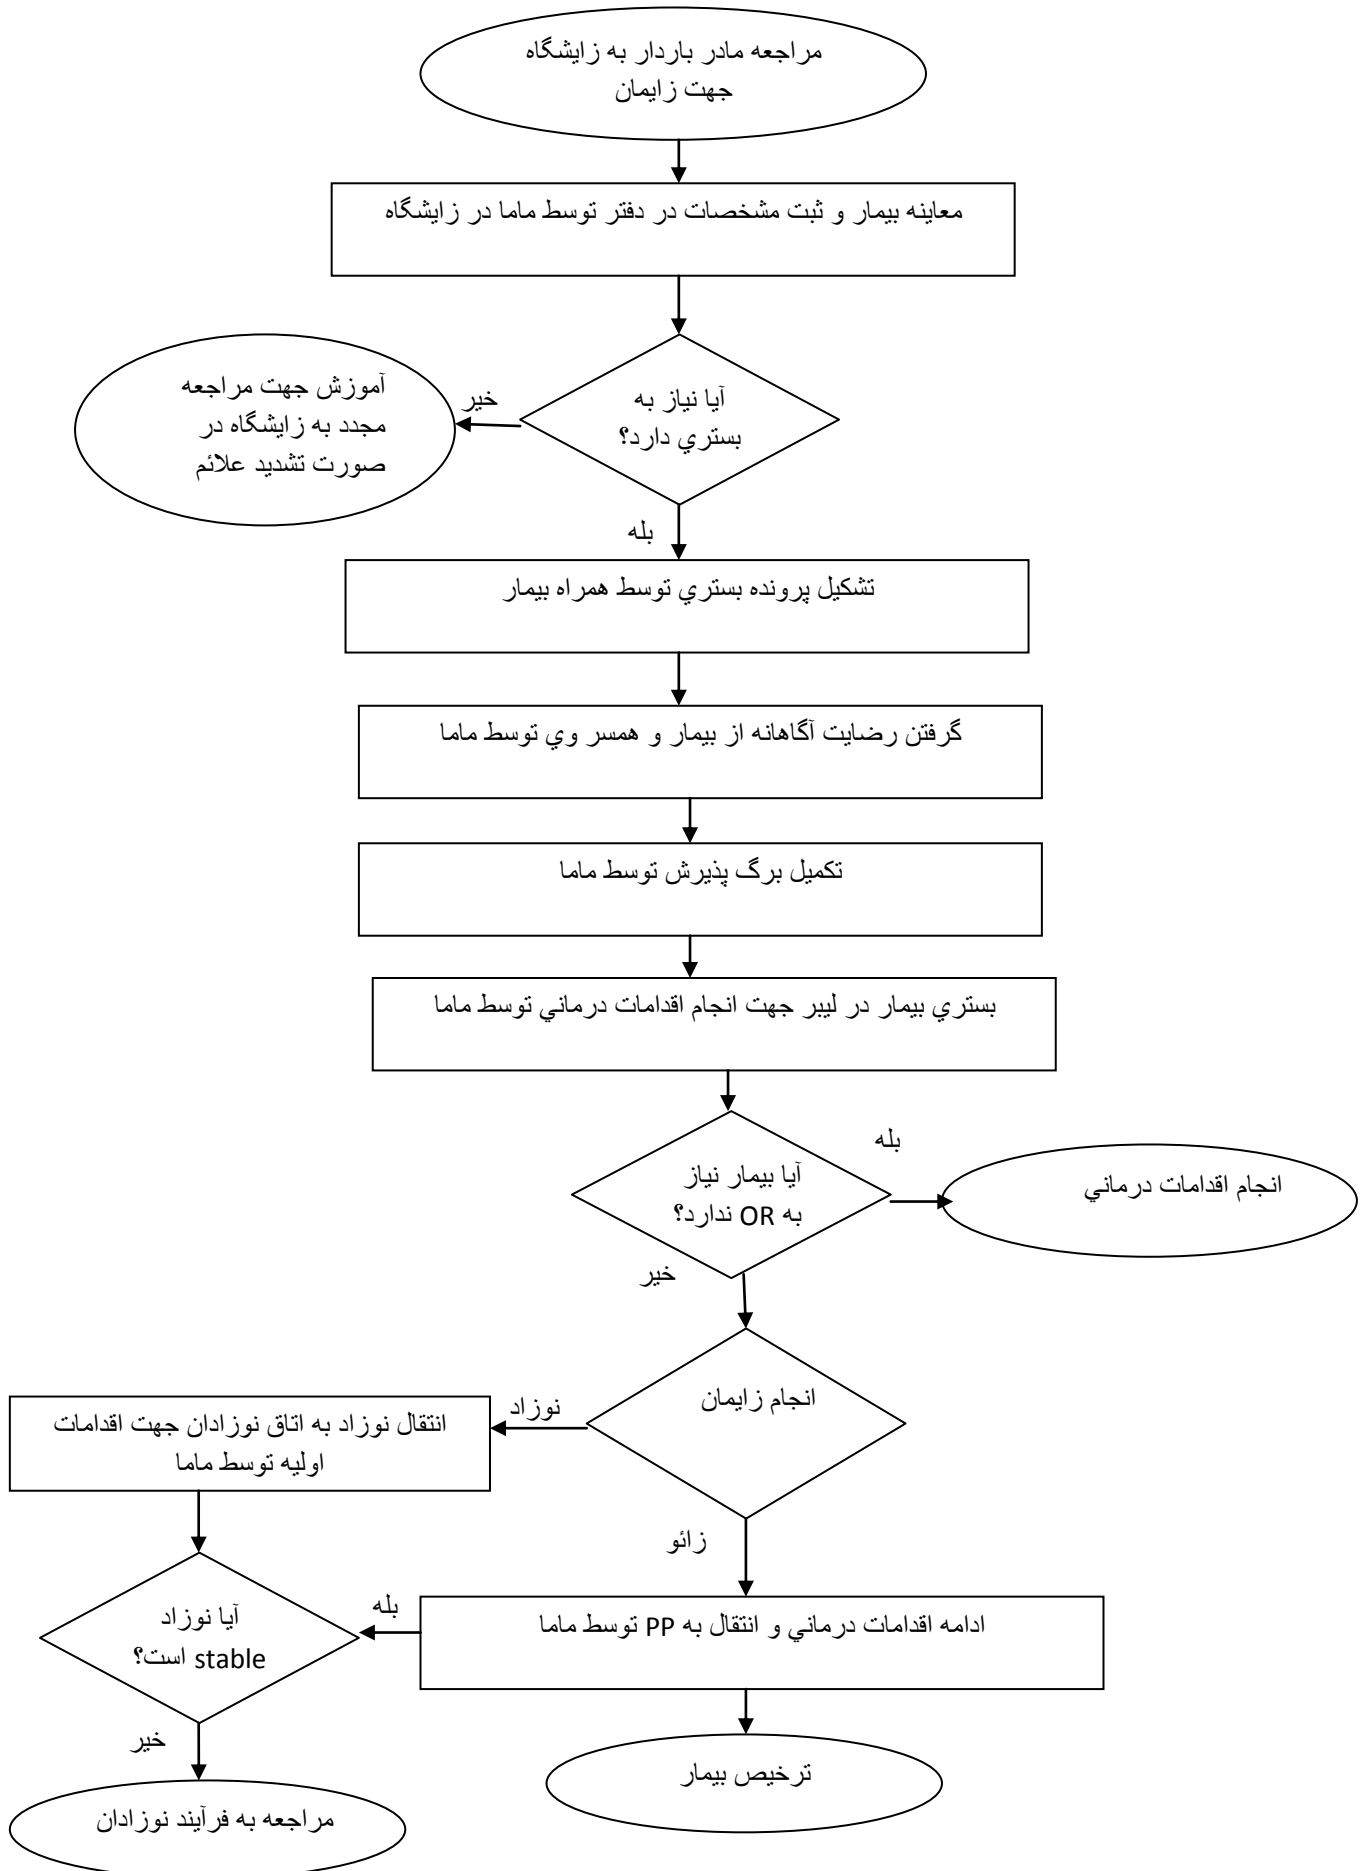 مراجعه مادر باردار به زايشگاه
جهت زايمان
معاينه بيمار و ثبت مشخصات در دفتر توسط ماما در زايشگاه
آيا نياز به
بستري دارد؟
خير
آموزش جهت مراجعه
مجدد به زايشگاه در
صورت تشديد علائم
بله
تشكيل پرونده بستري توسط همراه بيمار
گرفتن رضايت آگاهانه از بيمار و همسر وي توسط ماما
تكميل برگ پذيرش توسط ماما
بستري بيمار در ليبر جهت انجام اقدامات درماني توسط ماما
آيا بيمار نياز
به OR ندارد؟
بله
انجام اقدامات درماني
خير
انجام زايمان
نوزاد
انتقال نوزاد به اتاق نوزادان جهت اقدامات
اوليه توسط ماما
زائو
ادامه اقدامات درماني و انتقال به PP توسط ماما
بله
آيا نوزاد
stable است؟
خير
ترخيص بيمار
مراجعه به فرآيند نوزادان